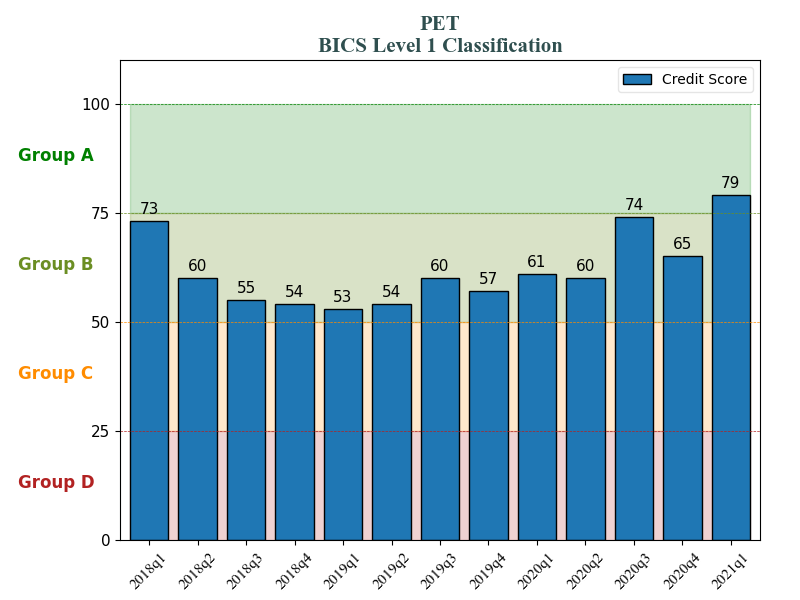 PET
BICS Level 1 Classification
Credit Score
100
75
50
25
0
Group A
Group B
Group C
Group D
73
60
55
54
53
54
60
57
61
60
74
65
79
2018q1
2018q2
2018q3
2018q4
2019q1
2019q2
2019q3
2019q4
2020q1
2020q2
2020q3
2020q4
2021q1